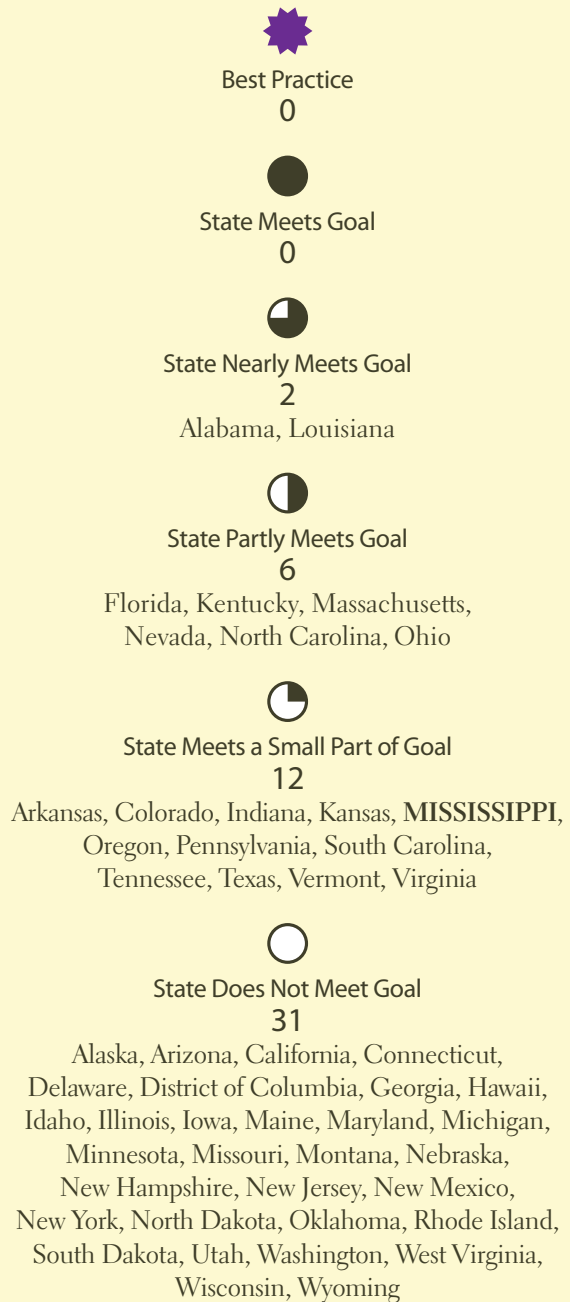 Best Practice
0
State Meets Goal
0
State Nearly Meets Goal
2
Alabama, Louisiana
State Partly Meets Goal
6
Florida, Kentucky, Massachusetts,
Nevada, North Carolina, Ohio
State Meets a Small Part of Goal
12
Arkansas, Colorado, Indiana, Kansas, MISSISSIPPI,
Oregon, Pennsylvania, South Carolina,
Tennessee, Texas, Vermont, Virginia
State Does Not Meet Goal
31
Alaska, Arizona, California, Connecticut,
Delaware, District of Columbia, Georgia, Hawaii,
Idaho, Illinois, Iowa, Maine, Maryland, Michigan,
Minnesota, Missouri, Montana, Nebraska,
New Hampshire, New Jersey, New Mexico,
New York, North Dakota, Oklahoma, Rhode Island,
South Dakota, Utah, Washington, West Virginia,
Wisconsin, Wyoming